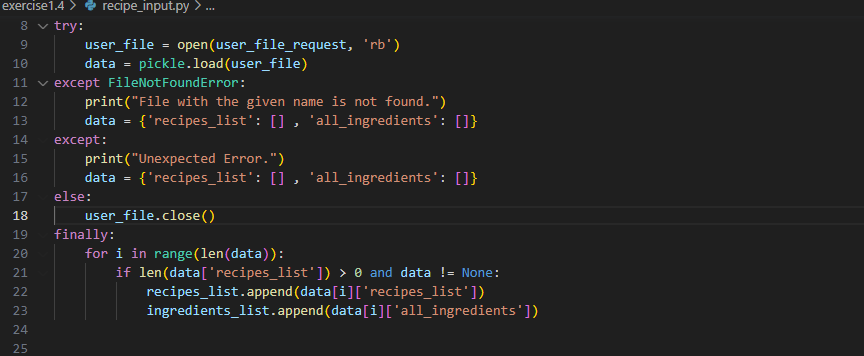 exercise1.4 > recipe_input.py > ...
8 try:
9 user_file = open(user_file_request, 'rb')
10 data = pickle.load(user_file)
11 except FileNotFoundError:
12 print("File with the given name is not found.")
13 data = {'recipes_list': [] , 'all_ingredients': []}
14 except:
15 print("Unexpected Error.")
16 data = {'recipes_list': [] , 'all_ingredients': []}
17 else:
18 user_file.close()
19 finally:
20 for i in range(len(data)):
21 if len(data['recipes_list']) > 0 and data != None:
22 recipes_list.append(data[i]['recipes_list'])
23 ingredients_list.append(data[i]['all_ingredients'])
24
25